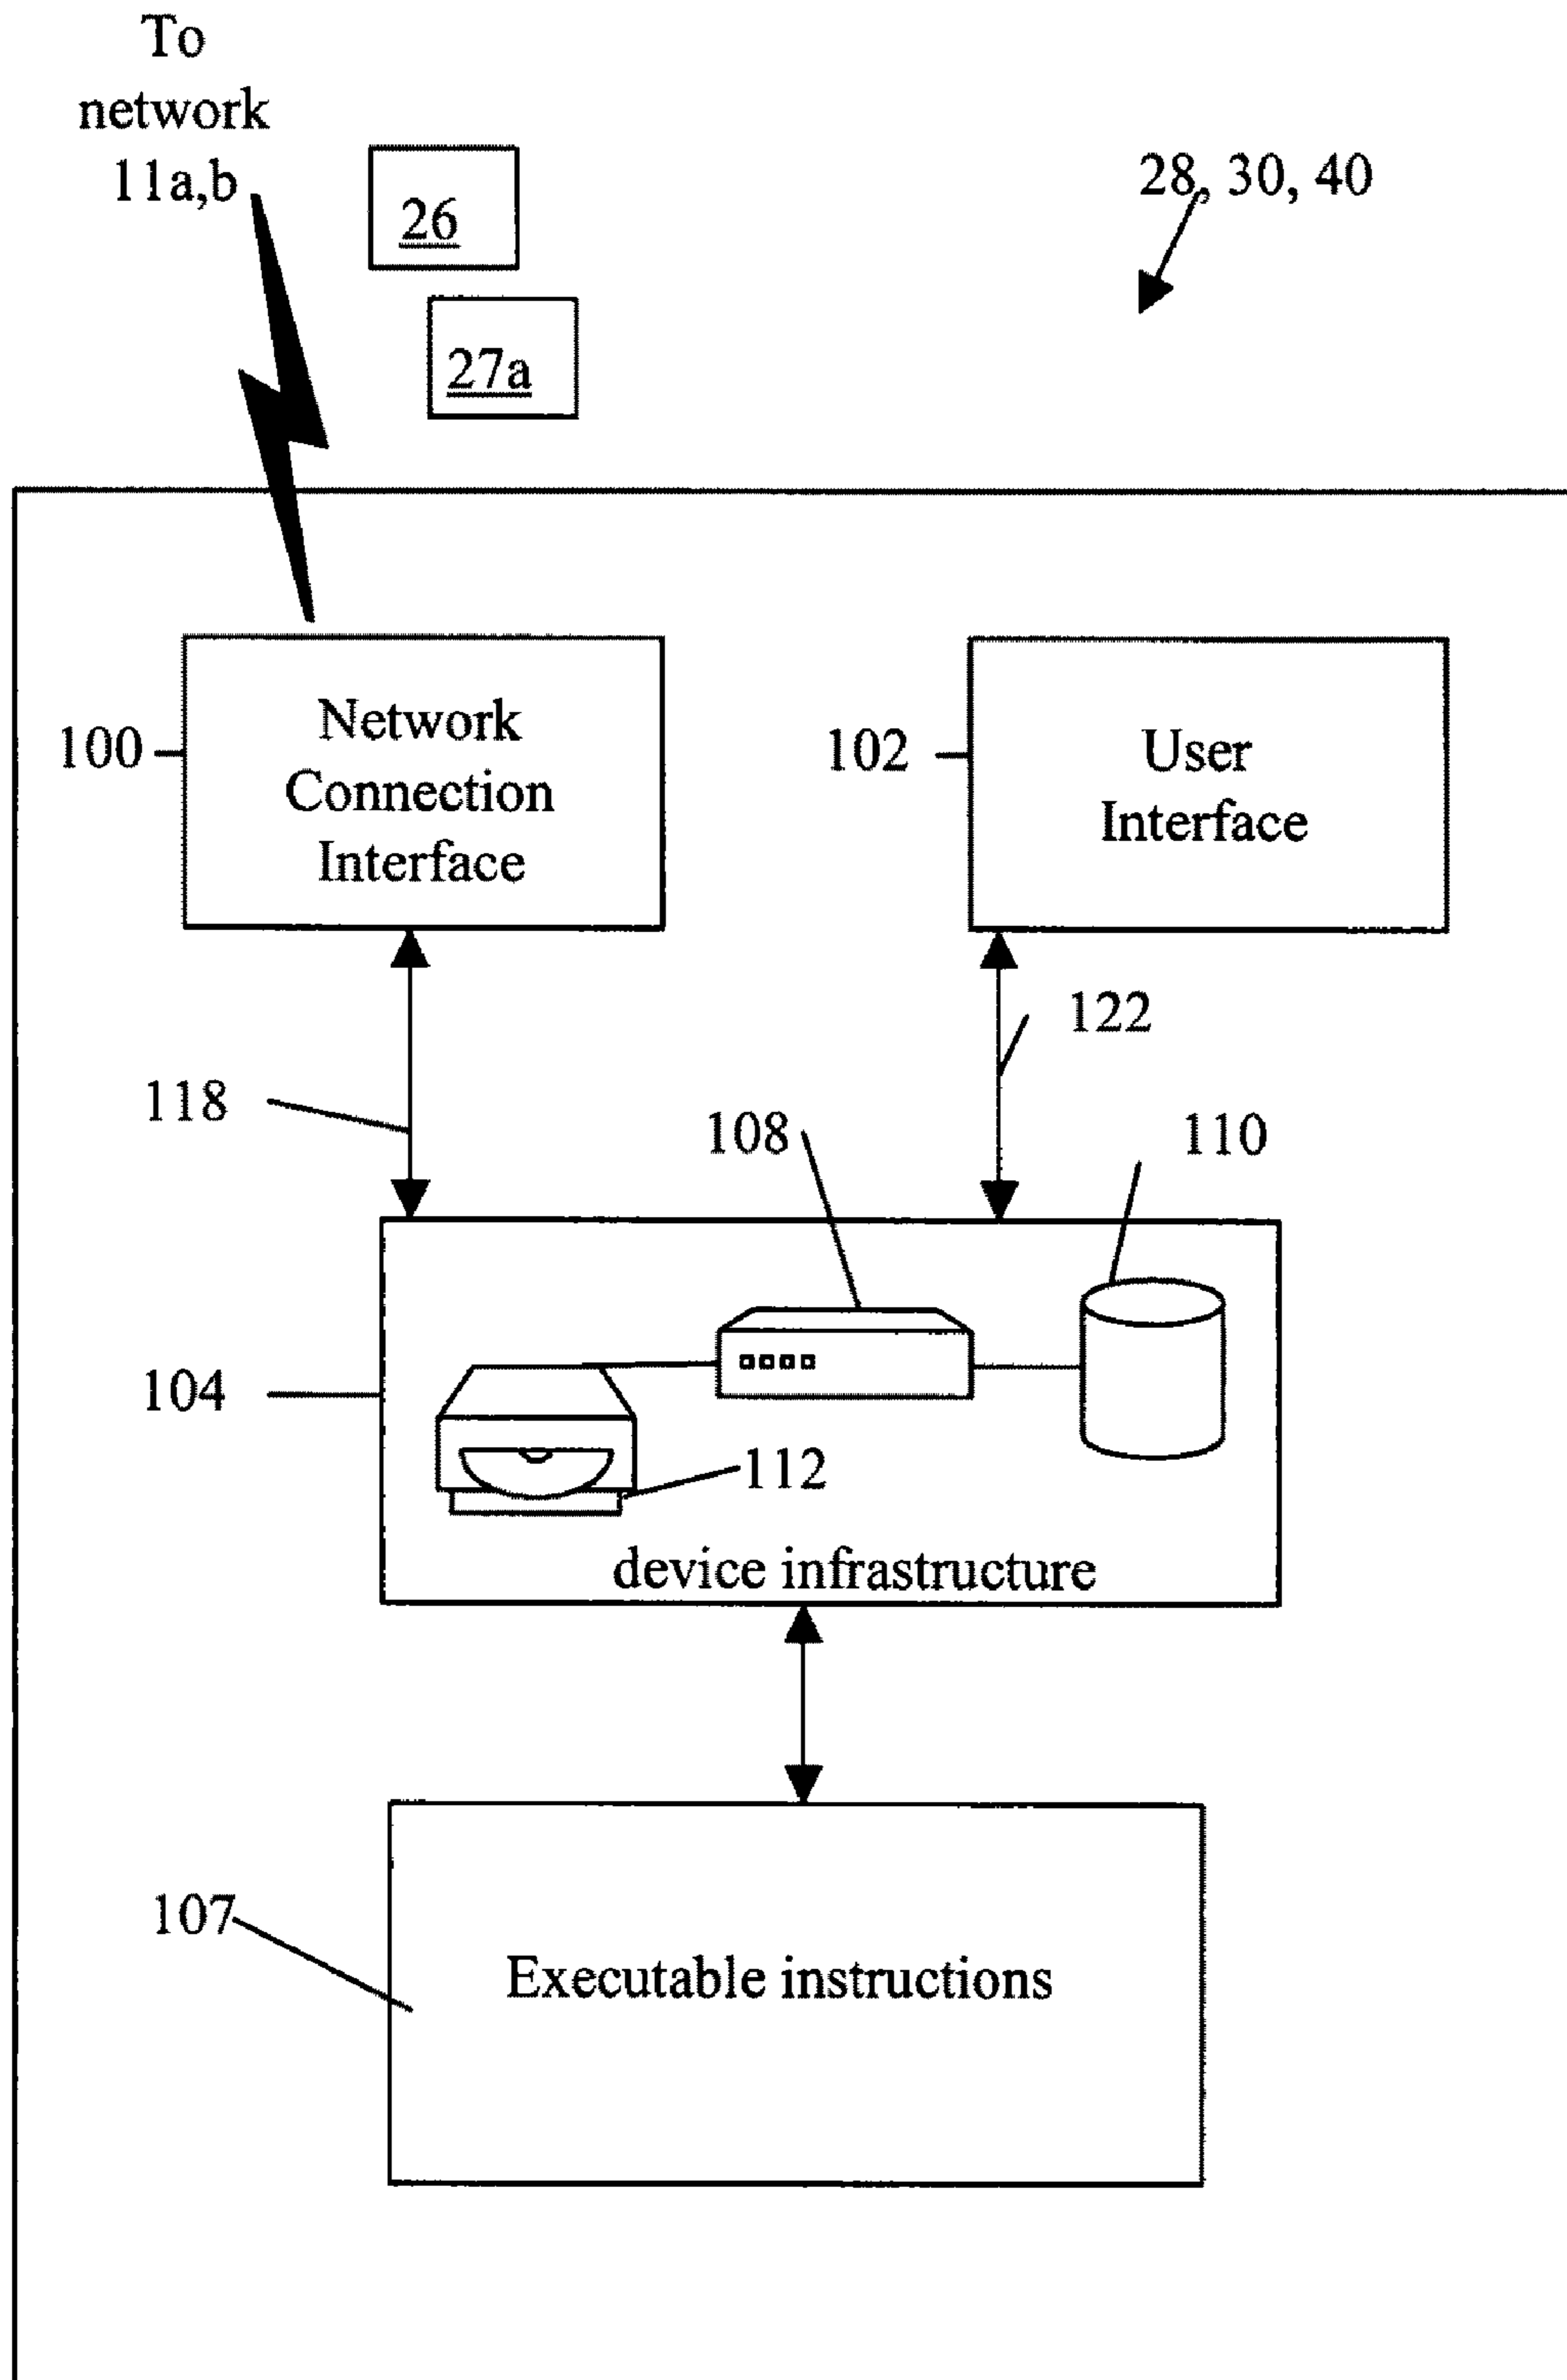 To
network
11a,b
26
28, 30, 40
27a
100
Network
Connection
Interface
102
User
Interface
122
118
108
110
104
112
device infrastructure
107
Executable instructions